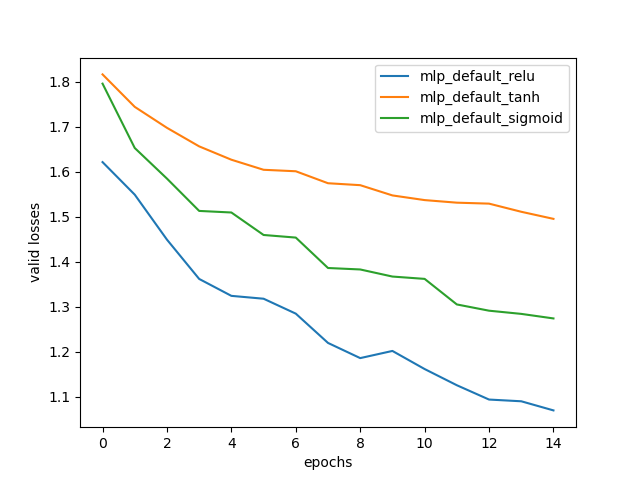 mlp_default_relu
mlp_default_tanh
mlp_default_sigmoid
1.8
1.7
1.6
1.5
1.4
1.3
1.2
1.1
valid losses
0 2 4 6 8 10 12 14
epochs